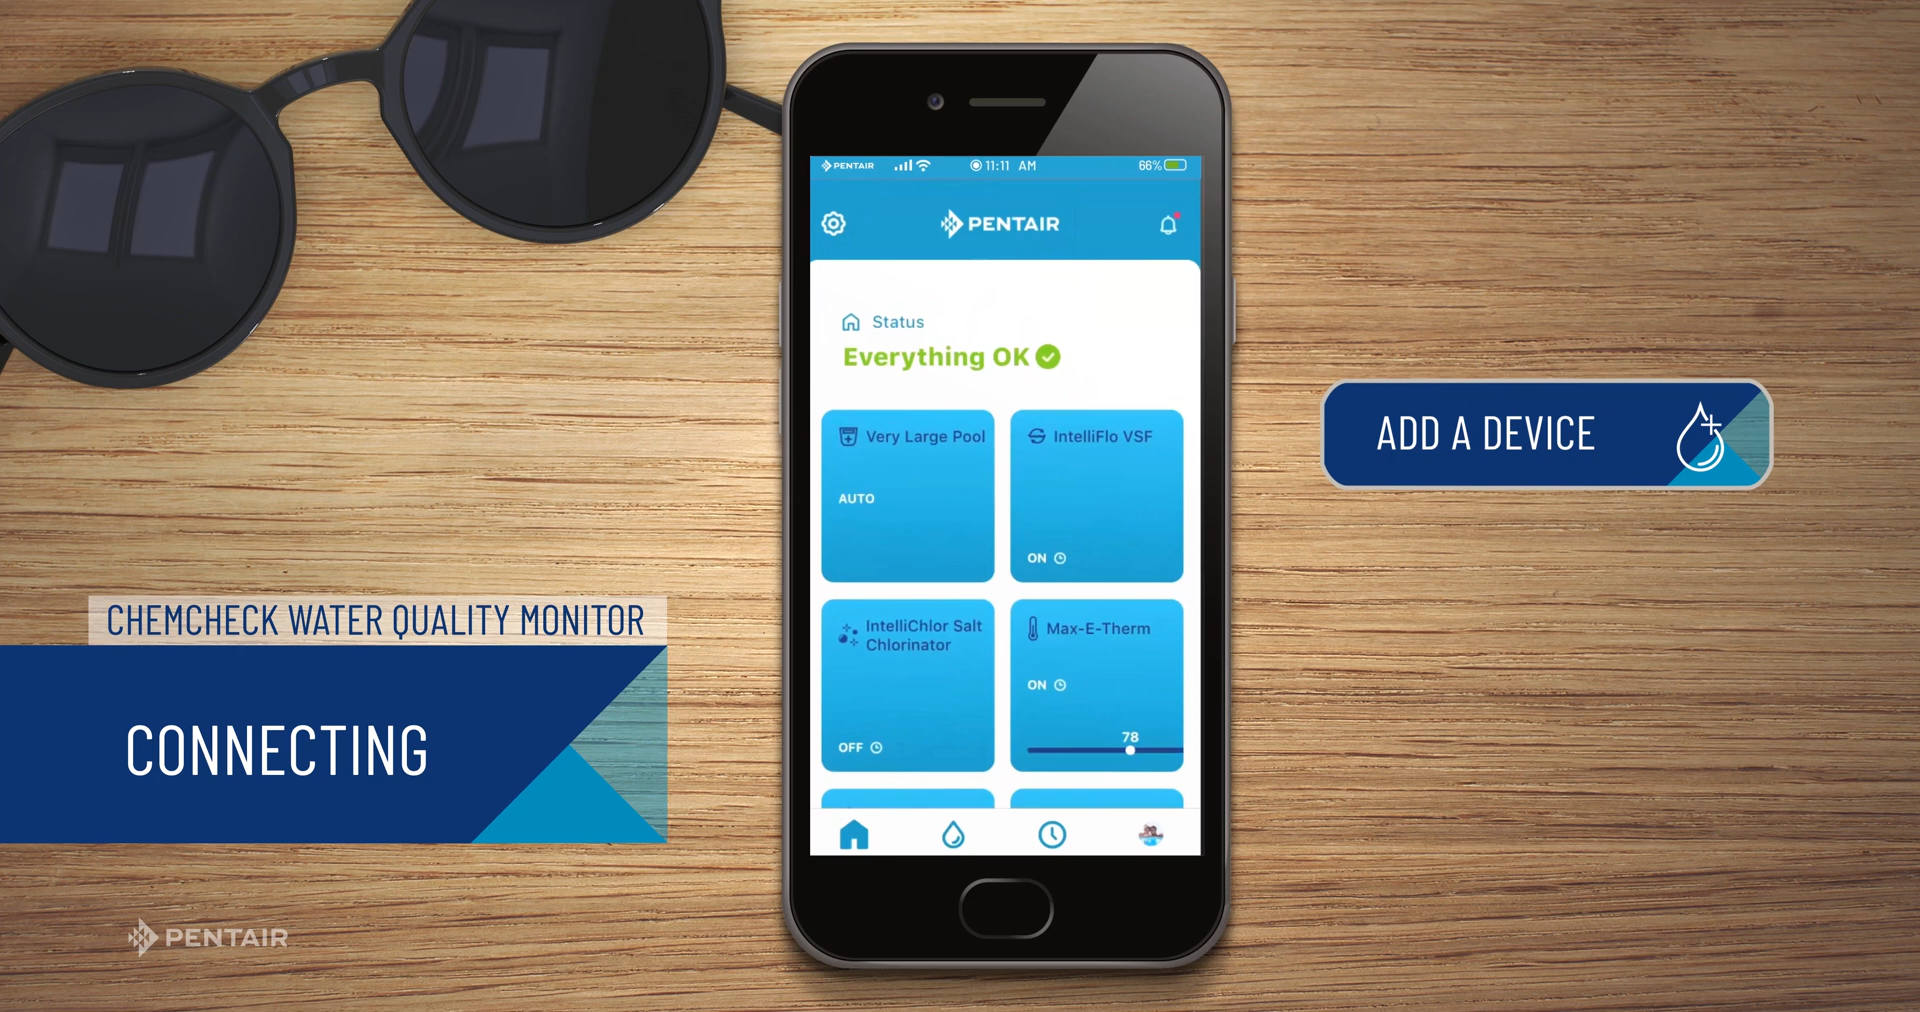 PENTAIR 11:11 AM 66%
PENTAIR
Status
Everything OK
Very Large Pool
AUTO
IntelliFlo VSF
ON
IntelliChlor Salt
Chlorinator
OFF
Max-E-Therm
ON
78
ADD A DEVICE
CHEMCHECK WATER QUALITY MONITOR
CONNECTING
PENTAIR